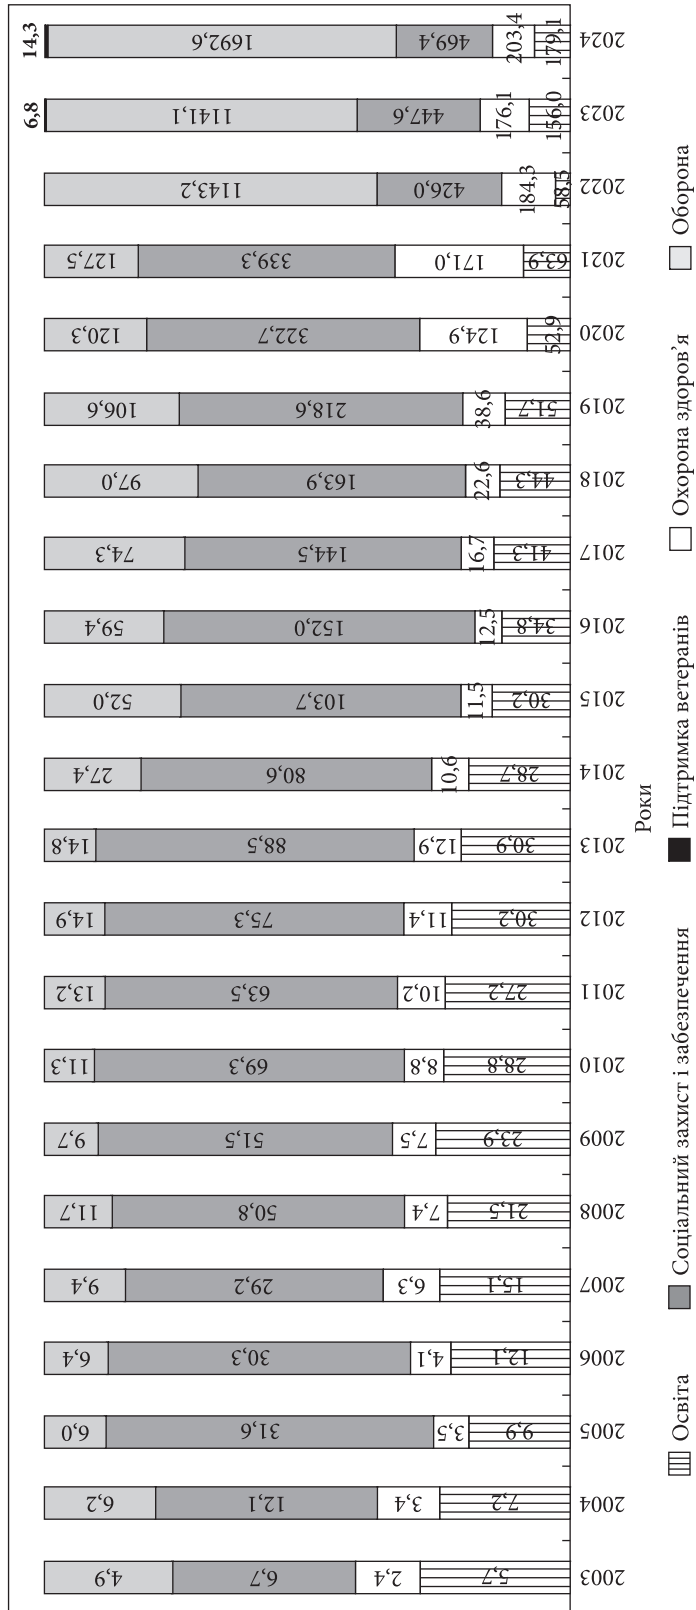 6,8 14,3
4,9 6,2 6,0 6,4 9,4 11,7 9,7 11,3 13,2 14,9 14,8 27,4 52,0 59,4 74,3 97,0 106,6 120,3 127,5 1143,2 1141,1 1692,6
6,7 12,1 31,6 30,3 29,2 50,8 51,5 69,3 63,5 75,3 88,5 80,6 103,7 152,0 144,5 163,9 218,6 322,7 339,3 426,0 447,6 469,4
2,4 3,4 3,5 4,1 6,3 7,4 7,5 8,8 10,2 11,4 12,9 10,6 11,5 12,5 16,7 22,6 38,6 124,9 171,0 184,3 176,1 203,4
5,7 7,2 9,9 12,1 15,1 21,5 23,9 28,8 27,2 30,2 30,9 28,7 30,2 34,8 41,3 44,3 51,7 52,9 63,9 58,5 156,0 179,1
2003 2004 2005 2006 2007 2008 2009 2010 2011 2012 2013 2014 2015 2016 2017 2018 2019 2020 2021 2022 2023 2024
Роки
Освіта Соціальний захист і забезпечення Підтримка ветеранів Охорона здоров'я Оборона